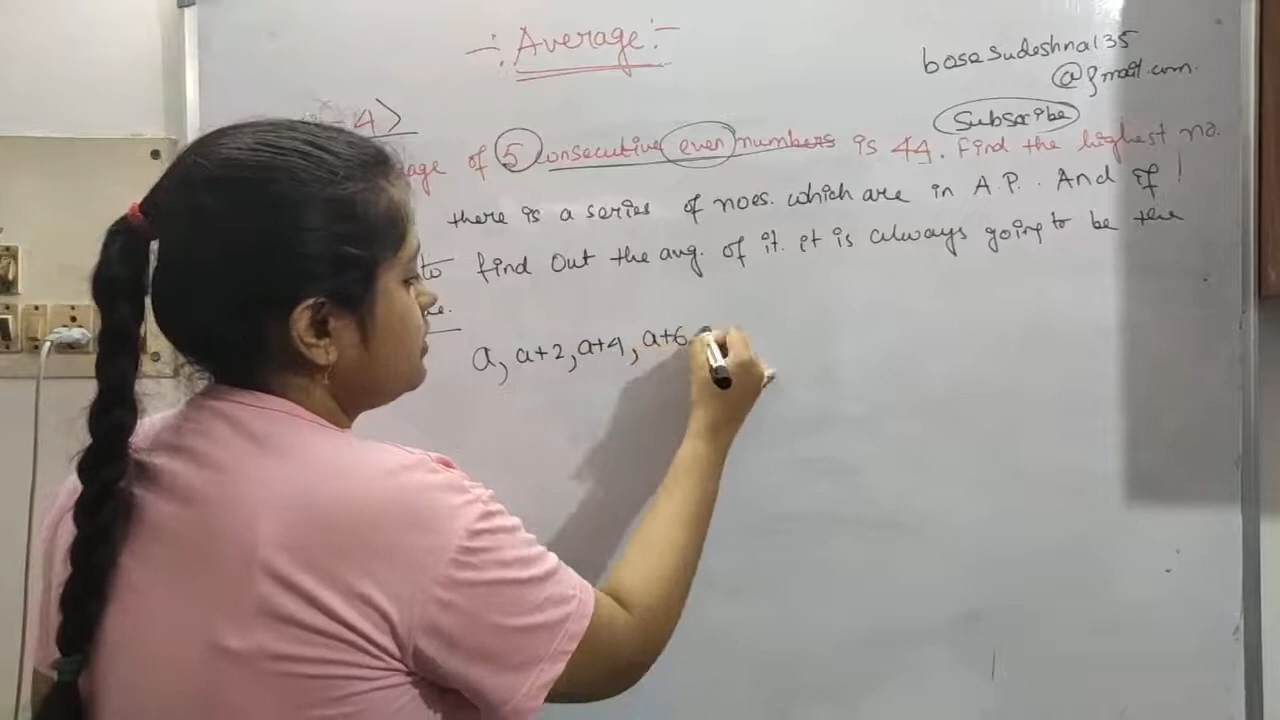 -:. Average :-
bosesudeshna135
@gmail.com.
Subscribe
4>
age of 5 consecutive even numbers is 44. Find the highest no.
there is a series of noes. which are in A.P. And if !
to find out the avg. of it. it is always going to be the
a, a+2, a+4, a+6